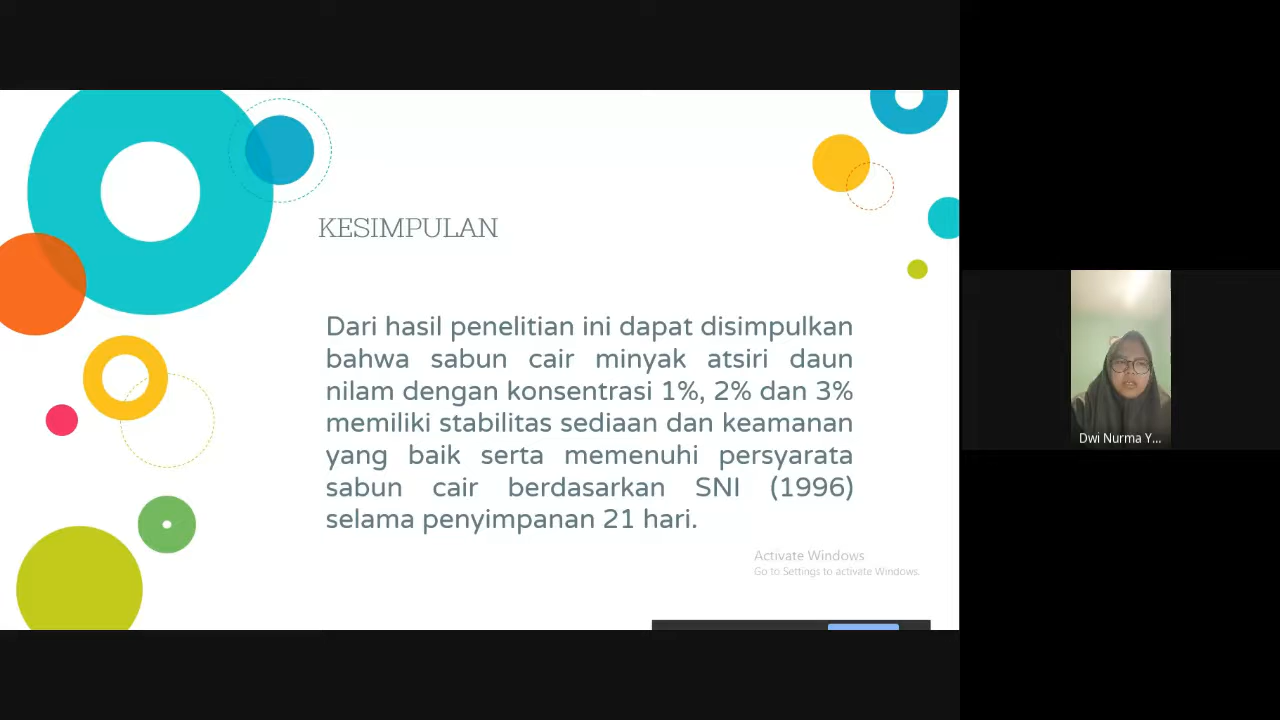 KESIMPULAN
Dari hasil penelitian ini dapat disimpulkan
bahwa sabun cair minyak atsiri daun
nilam dengan konsentrasi 1%, 2% dan 3%
memiliki stabilitas sediaan dan keamanan
yang baik serta memenuhi persyarata
sabun cair berdasarkan SNI (1996)
selama penyimpanan 21 hari.
Activate Windows
Go to Settings to activate Windows.
Dwi Nurma Y...